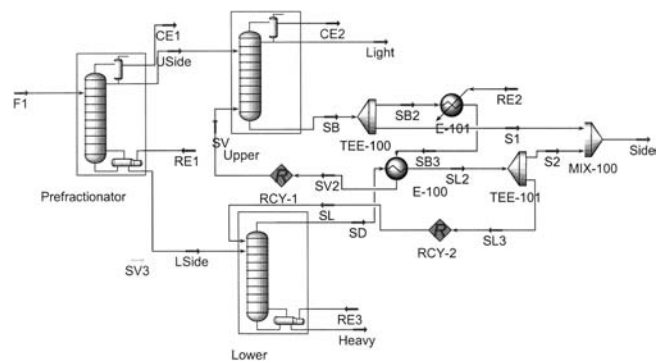 CE1
USide
CE2
Light
F1
RE1
Prefractionator
SV
Upper
SB
SB2
TEE-100
E-101
RE2
S1
Sider
SB3
SV2
RCY-1
E-100
SL2
TEE-101
S2
MIX-100
SL
SD
R
R
RCY-2
SL3
SV3
LSide
RE3
Heavy
Lower